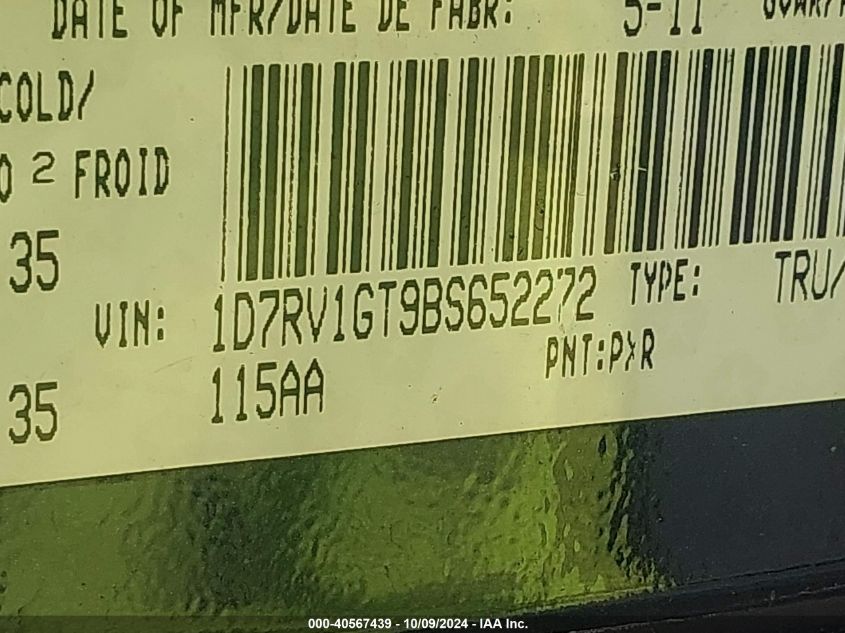 DATE OF MFR/DATE DE FABR: 5-11
COLD/
2 FROID
35
VIN: 1D7RV1GT9BS652272 TYPE: TRU/
35 115AA PNT:PXR
000-40567439 - 10/09/2024 - IAA Inc.